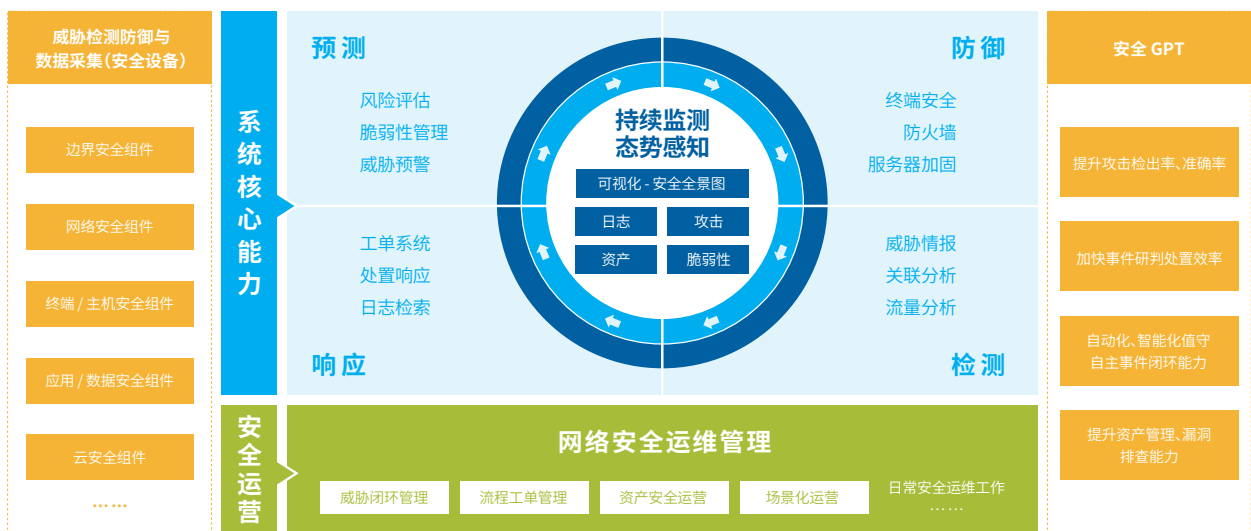 威胁检测防御与
数据采集(安全设备)
边界安全组件
网络安全组件
终端 / 主机安全组件
应用 / 数据安全组件
云安全组件
……
系统核心能力
预测
风险评估
脆弱性管理
威胁预警
防御
终端安全
防火墙
服务器加固
持续监测
态势感知
可视化 - 安全全景图
日志
攻击
资产
脆弱性
工单系统
处置响应
日志检索
响应
威胁情报
关联分析
流量分析
检测
安全运营
网络安全运维管理
威胁闭环管理
流程工单管理
资产安全运营
场景化运营
日常安全运维工作
……
安全 GPT
提升攻击检出率、准确率
加快事件研判处置效率
自动化、智能化值守
自主事件闭环能力
提升资产管理、漏洞
排查能力